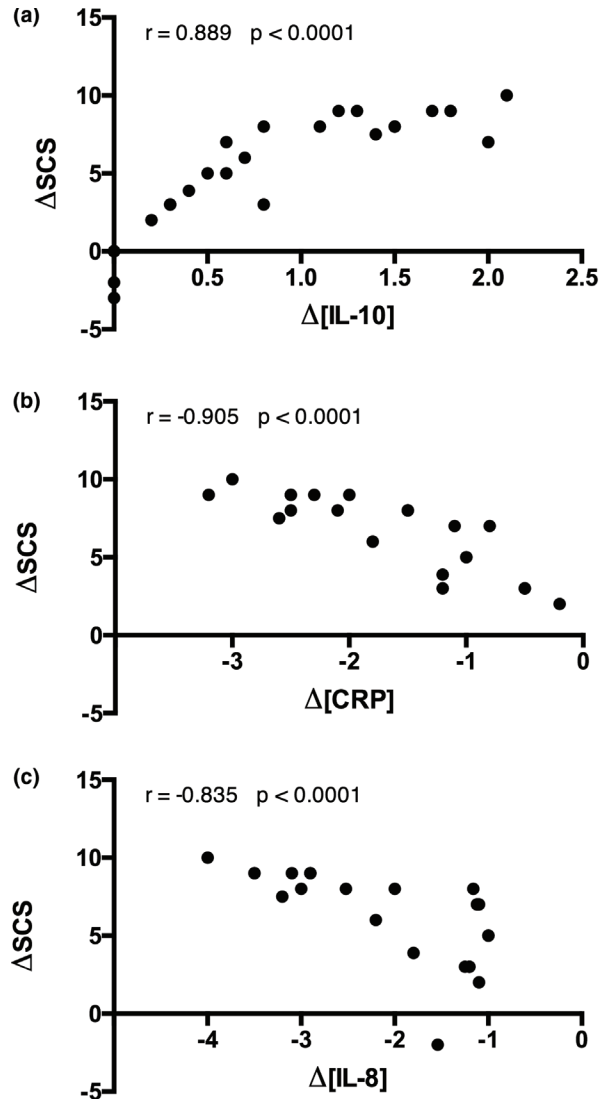 (a)
r = 0.889 p < 0.0001
15
10
5
0
-5
ΔSCS
0.5 1.0 1.5 2.0 2.5
Δ[IL-10]
(b)
r = -0.905 p < 0.0001
15
10
5
0
-5
ΔSCS
-3 -2 -1 0
Δ[CRP]
(c)
r = -0.835 p < 0.0001
15
10
5
0
-5
ΔSCS
-4 -3 -2 -1 0
Δ[IL-8]